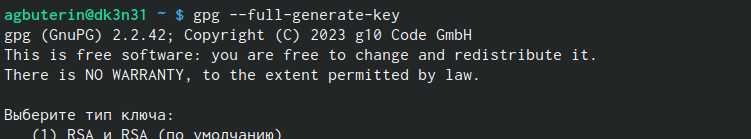 agbuterin@dk3n31 ~ $ gpg --full-generate-key
gpg (GnuPG) 2.2.42; Copyright (C) 2023 g10 Code GmbH
This is free software: you are free to change and redistribute it.
There is NO WARRANTY, to the extent permitted by law.
Выберите тип ключа:
(1) RSA и RSA (по умолчанию)